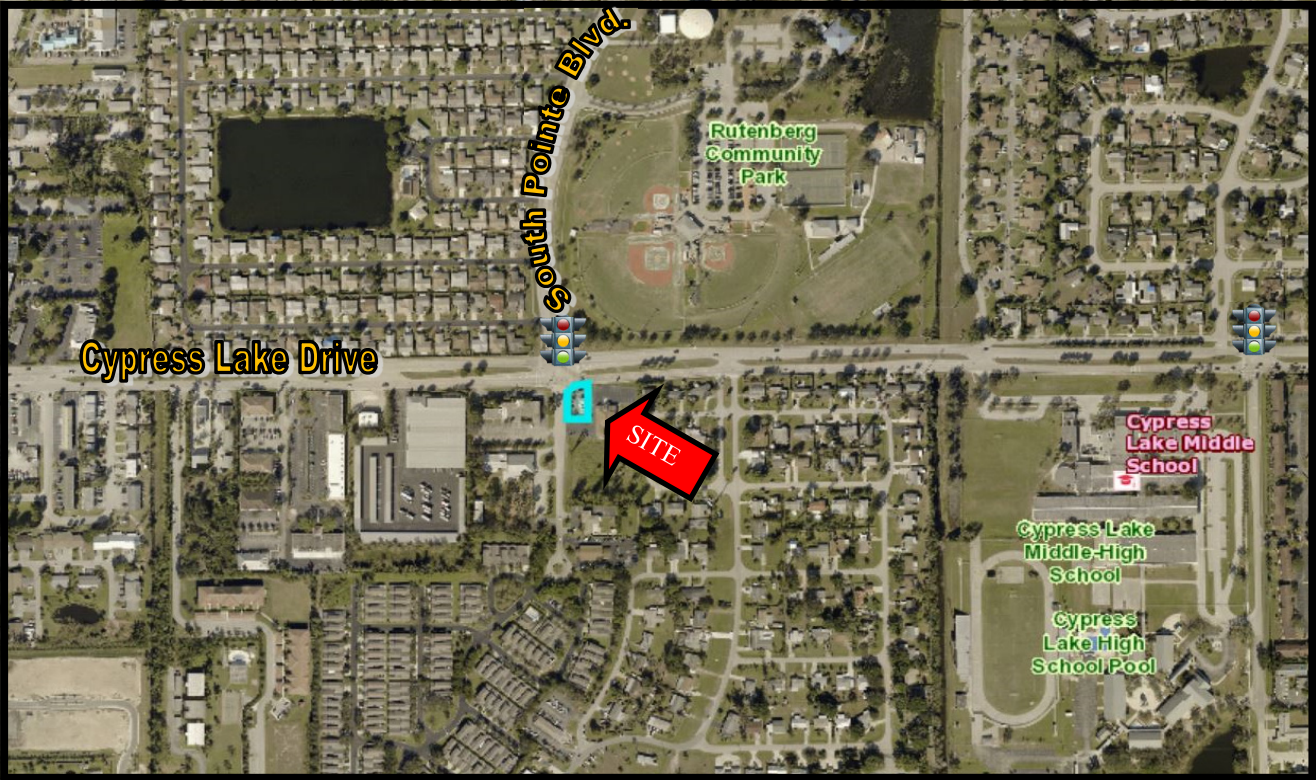 South Pointe Blvd.
Rutenberg
Community
Park
Cypress Lake Drive
SITE
Cypress
Lake Middle
School
Cypress Lake
Middle-High
School
Cypress
Lake High
School Pool